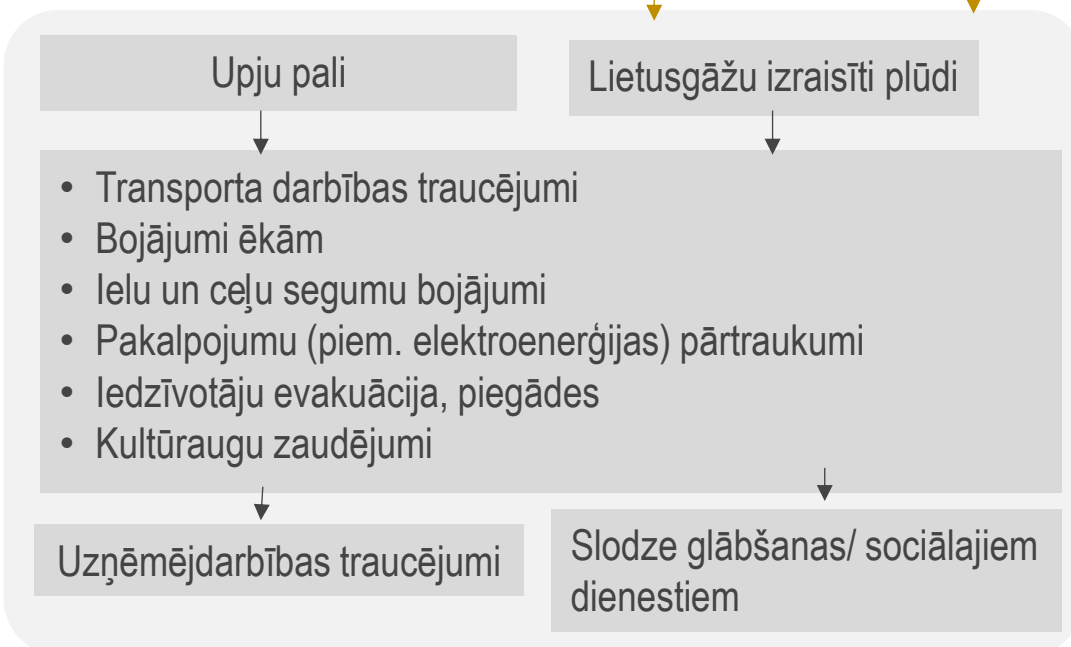 Upju pali
Lietusgāžu izraisīti plūdi
• Transporta darbības traucējumi
• Bojājumi ēkām
• Ielu un ceļu segumu bojājumi
• Pakalpojumu (piem. elektroenerģijas) pārtraukumi
• Iedzīvotāju evakuācija, piegādes
• Kultūraugu zaudējumi
Uzņēmējdarbības traucējumi
Slodze glābšanas/ sociālajiem
dienestiem